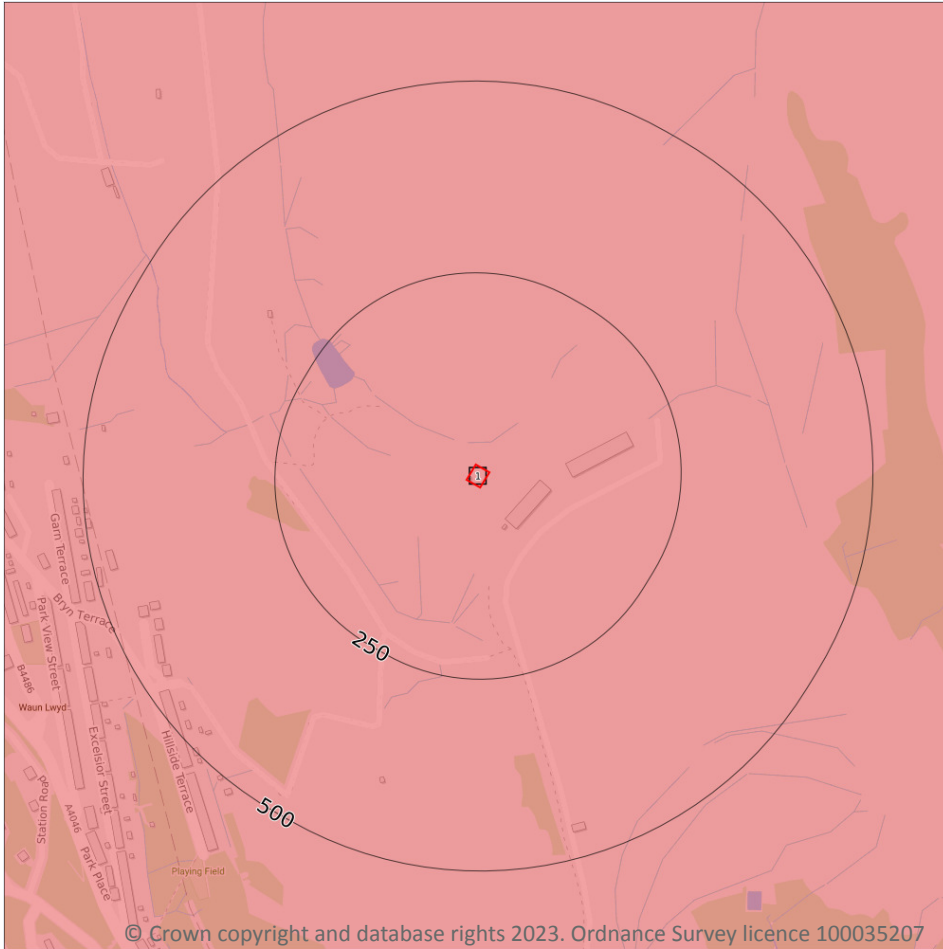 1
Garn Terrace
Bryn Terrace
Park View Street
250
B4486
Waun Lwyd
Excelsior Street
Hillside Terrace
500
Station Road
A4046
Park Place
Playing Field
© Crown copyright and database rights 2023. Ordnance Survey licence 100035207